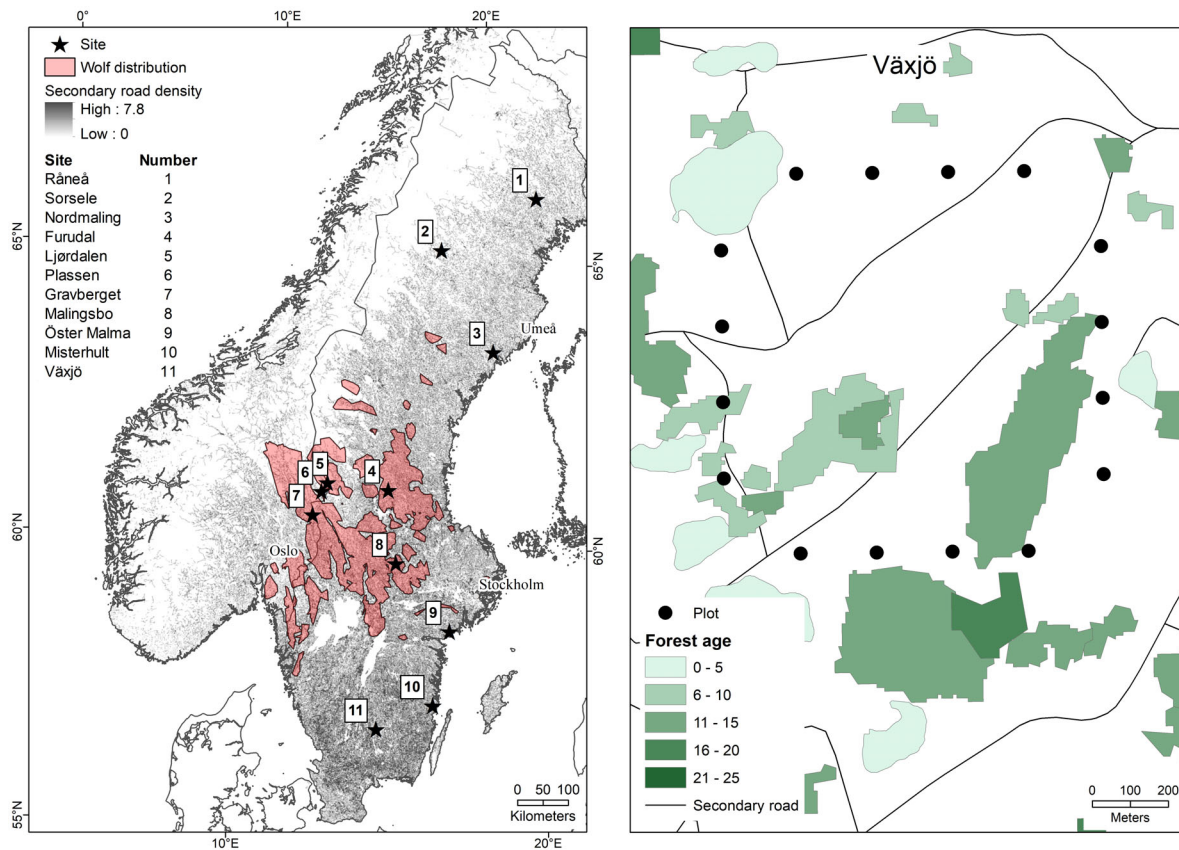 0° 10°E 20°E
Site
Wolf distribution
Secondary road density
High : 7.8
Low : 0
Site Number
Råneå 1
Sorsele 2
Nordmaling 3
Furudal 4
Ljørdalen 5
Plassen 6
Gravberget 7
Malingsbo 8
Öster Malma 9
Misterhult 10
Växjö 11
1
2
65°N
65°N
3
Umeå
5
6
4
7
60°N
8
Oslo
60°N
Stockholm
9
10
11
0 50 100
Kilometers
55°N
10°E 20°E
Växjö
Plot
Forest age
0 - 5
6 - 10
11 - 15
16 - 20
21 - 25
Secondary road
0 100 200
Meters